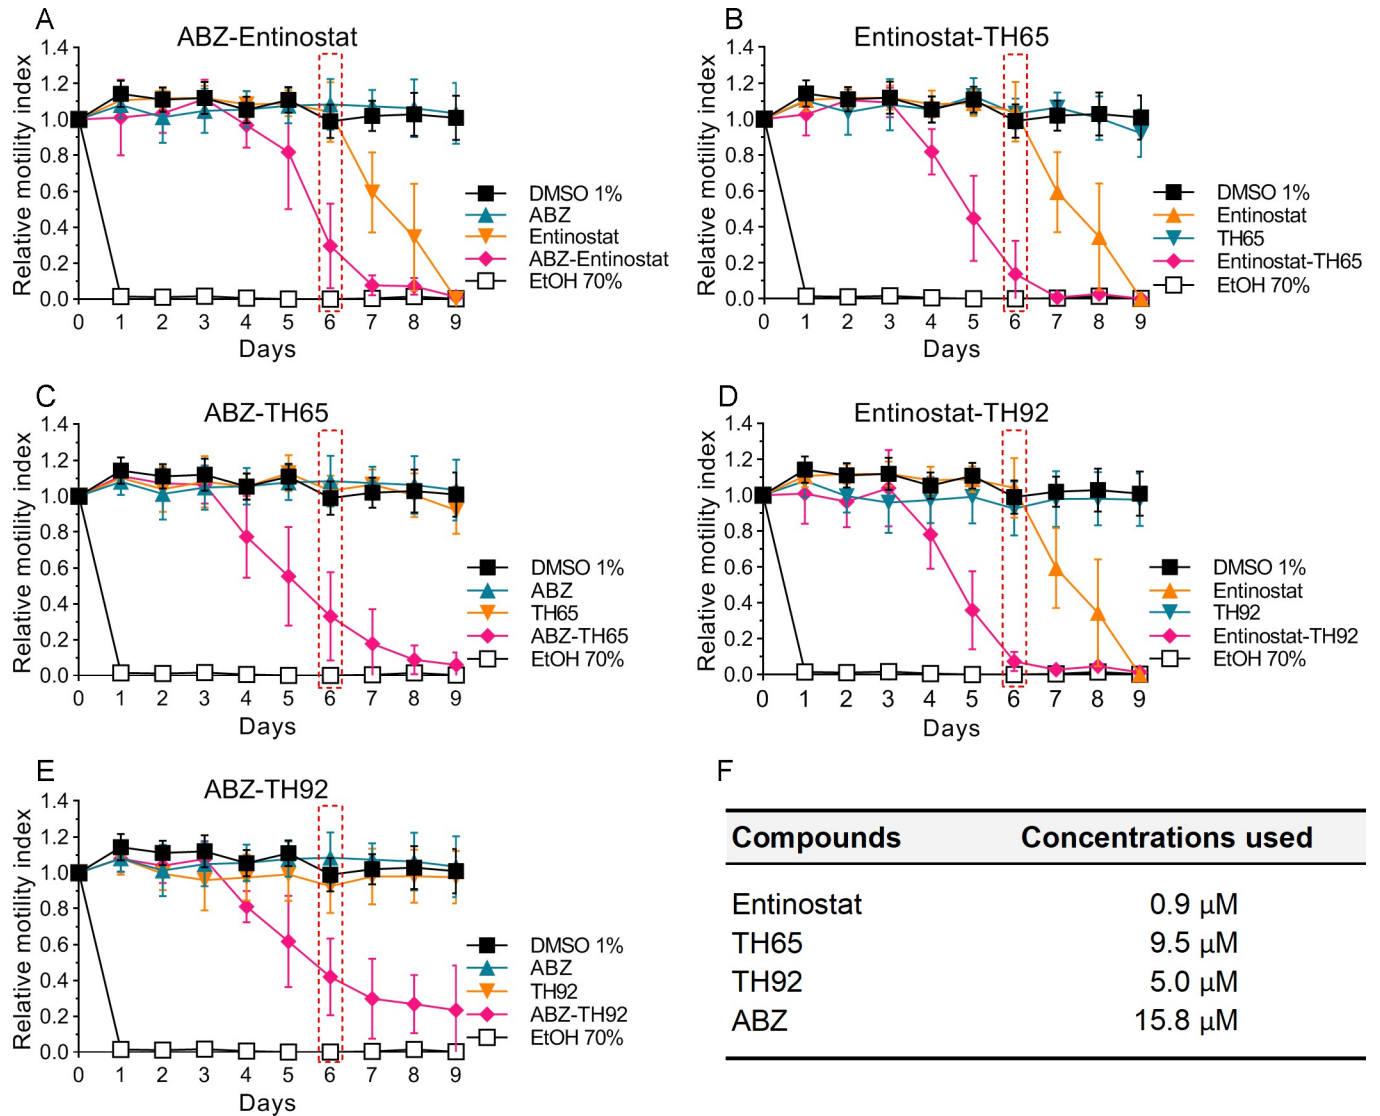 A
ABZ-Entinostat
Relative motility index
1.4
1.2
1.0
0.8
0.6
0.4
0.2
0.0
0 1 2 3 4 5 6 7 8 9
Days
DMSO 1%
ABZ
Entinostat
ABZ-Entinostat
EtOH 70%
B
Entinostat-TH65
Relative motility index
1.4
1.2
1.0
0.8
0.6
0.4
0.2
0.0
0 1 2 3 4 5 6 7 8 9
Days
DMSO 1%
Entinostat
TH65
Entinostat-TH65
EtOH 70%
C
ABZ-TH65
Relative motility index
1.4
1.2
1.0
0.8
0.6
0.4
0.2
0.0
0 1 2 3 4 5 6 7 8 9
Days
DMSO 1%
ABZ
TH65
ABZ-TH65
EtOH 70%
D
Entinostat-TH92
Relative motility index
1.4
1.2
1.0
0.8
0.6
0.4
0.2
0.0
0 1 2 3 4 5 6 7 8 9
Days
DMSO 1%
Entinostat
TH92
Entinostat-TH92
EtOH 70%
E
ABZ-TH92
Relative motility index
1.4
1.2
1.0
0.8
0.6
0.4
0.2
0.0
0 1 2 3 4 5 6 7 8 9
Days
DMSO 1%
ABZ
TH92
ABZ-TH92
EtOH 70%
F
Compounds Concentrations used
Entinostat 0.9 µM
TH65 9.5 µM
TH92 5.0 µM
ABZ 15.8 µM